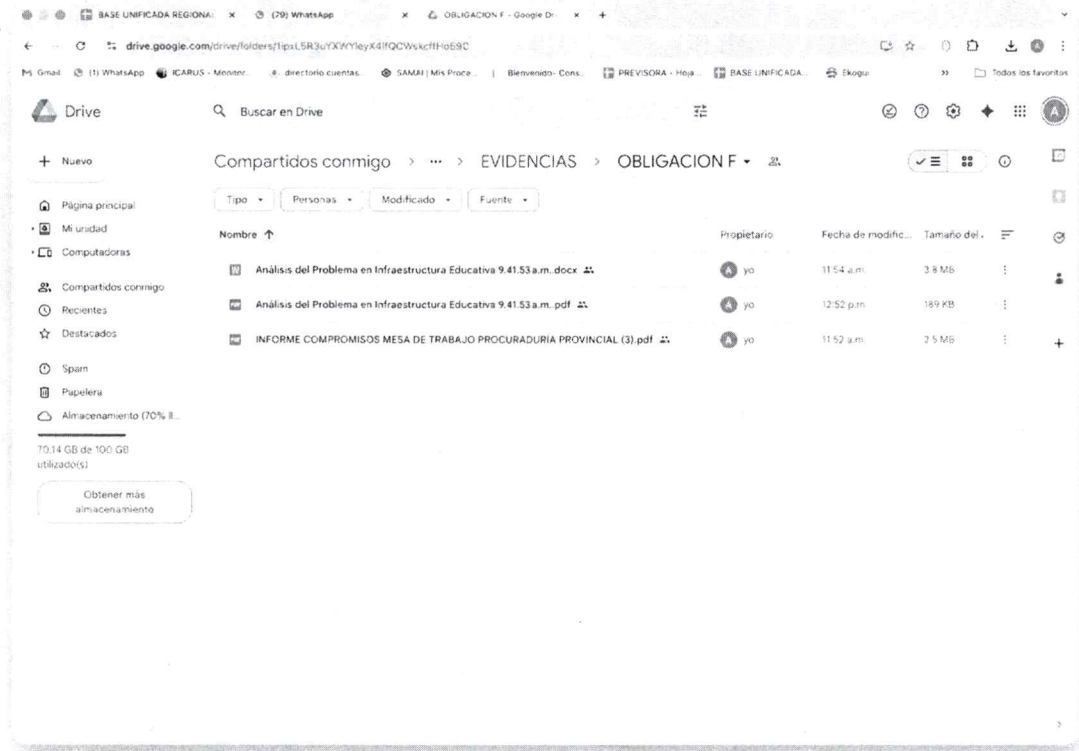 BASE UNIFICADA REGIONA: × (79) WhatsApp × OBLIGACION F - Google Dr × +
drive.google.com/drive/folders/
Gmail (1) WhatsApp ICARUS - Monitor... directorio cuentas... SAMAI | Mis Proce... | Bienvenido- Cons... PREVISORA - Hoja... BASE UNIFICADA... Ekogui » Todos los favoritos
Drive Buscar en Drive A
+ Nuevo Compartidos conmigo > ... > EVIDENCIAS > OBLIGACION F
Tipo Personas Modificado Fuente
Página principal
Mi unidad
Computadoras
Compartidos conmigo
Recientes
Destacados
Spam
Papelera
Almacenamiento (70% ll...
70.14 GB de 100 GB
utilizado(s)
Obtener más
almacenamiento
Nombre ↑ Propietario Fecha de modific... Tamaño del.
Análisis del Problema en Infraestructura Educativa 9.41.53 a.m..docx A yo 11:54 a.m. 3.8 MB
Análisis del Problema en Infraestructura Educativa 9.41.53 a.m..pdf A yo 12:52 p.m. 189 KB
INFORME COMPROMISOS MESA DE TRABAJO PROCURADURÍA PROVINCIAL (3).pdf A yo 11:52 a.m. 2.5 MB